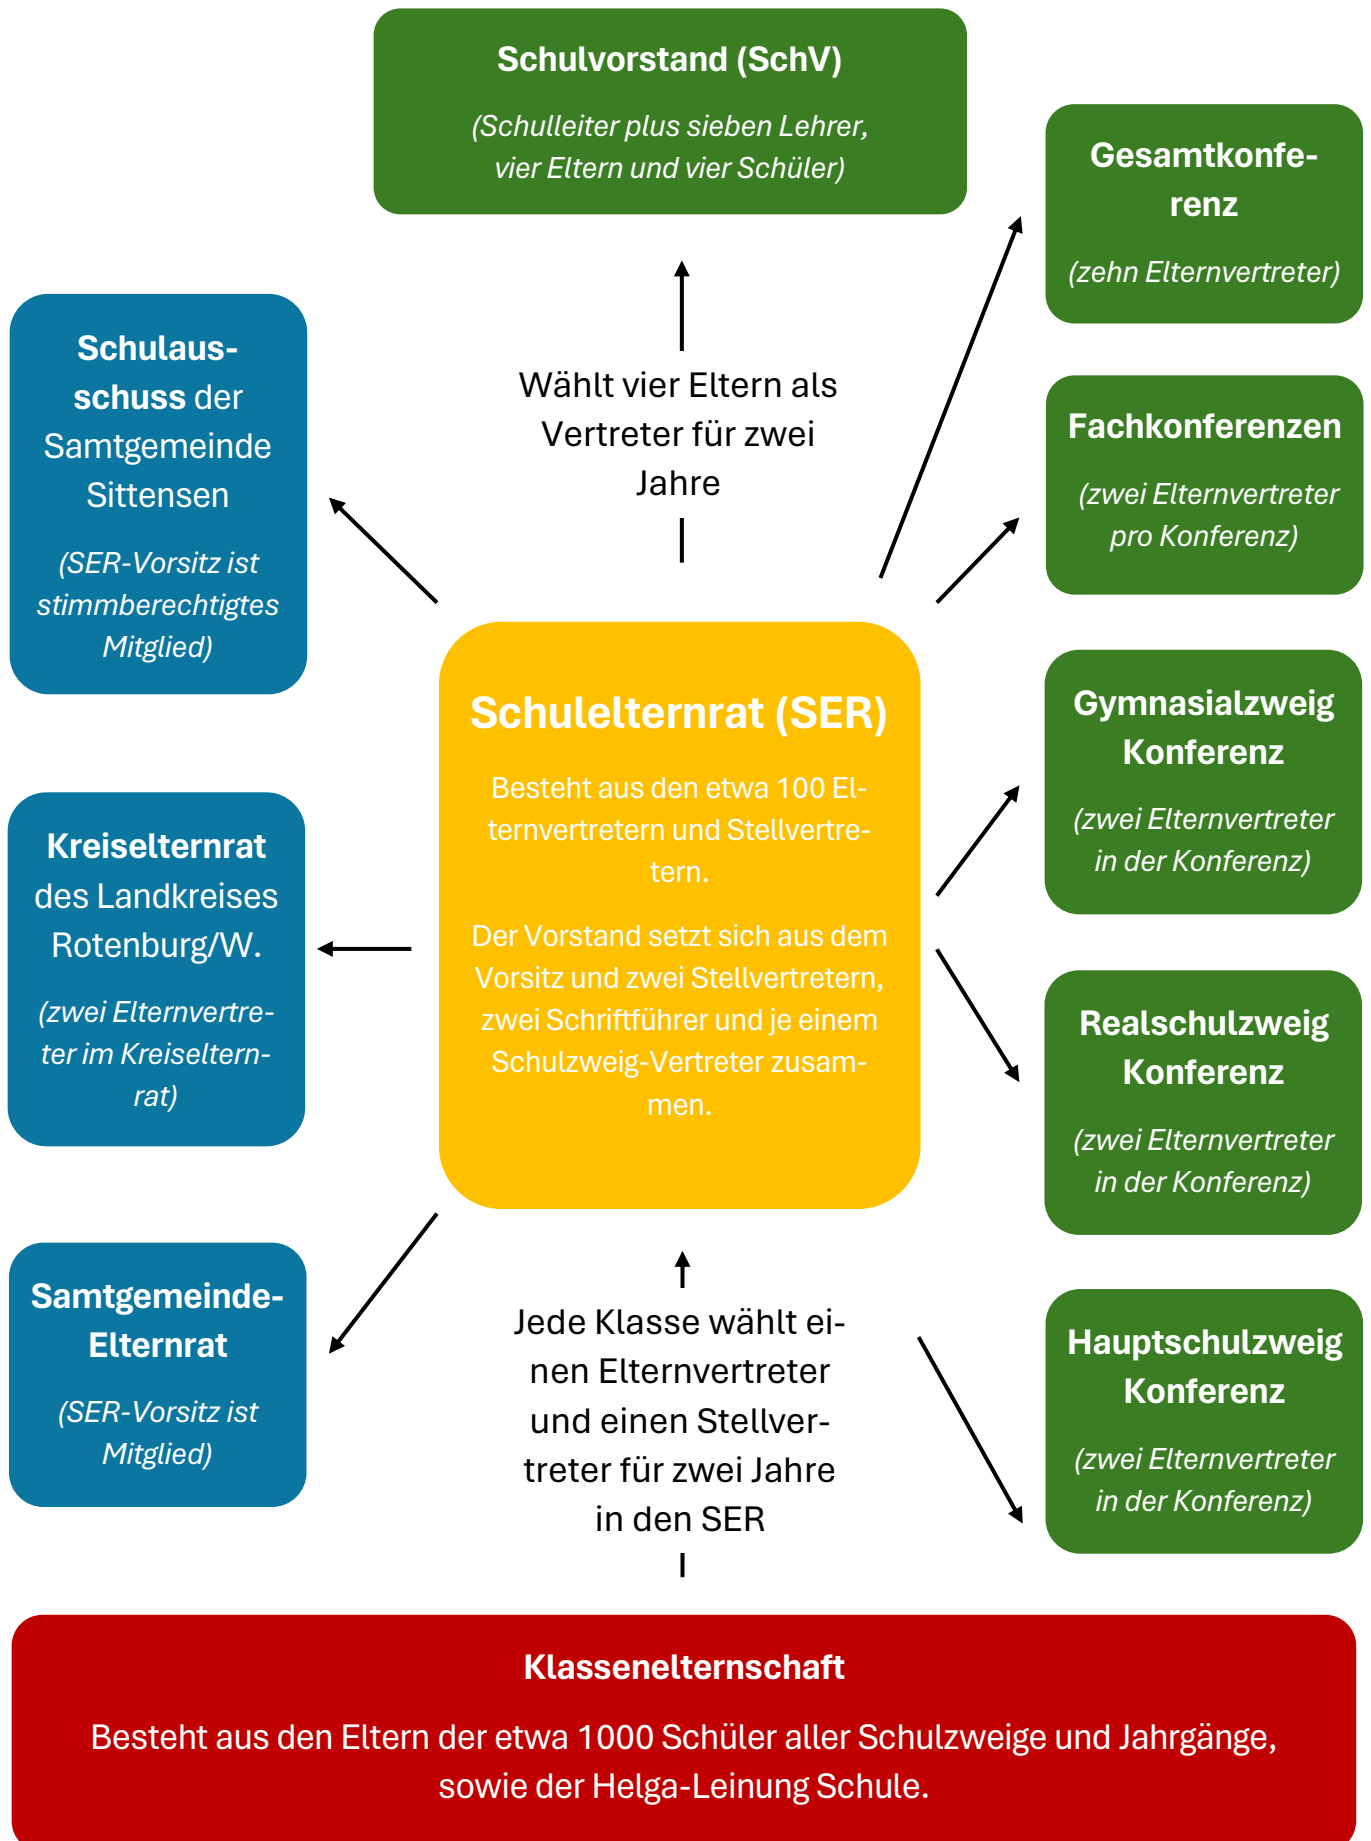 Schulvorstand (SchV)
(Schulleiter plus sieben Lehrer,
vier Eltern und vier Schüler)
Gesamtkonfe-
renz
(zehn Elternvertreter)
Schulaus-
schuss der
Samtgemeinde
Sittensen
(SER-Vorsitz ist
stimmberechtigtes
Mitglied)
Wählt vier Eltern als
Vertreter für zwei
Jahre
Fachkonferenzen
(zwei Elternvertreter
pro Konferenz)
Schulelternrat (SER)
Besteht aus den etwa 100 El-
ternvertretern und Stellvertre-
tern.
Der Vorstand setzt sich aus dem
Vorsitz und zwei Stellvertretern,
zwei Schriftführer und je einem
Schulzweig-Vertreter zusam-
men.
Gymnasialzweig
Konferenz
(zwei Elternvertreter
in der Konferenz)
Kreiselternrat
des Landkreises
Rotenburg/W.
(zwei Elternvertre-
ter im Kreiseltern-
rat)
Realschulzweig
Konferenz
(zwei Elternvertreter
in der Konferenz)
Samtgemeinde-
Elternrat
(SER-Vorsitz ist
Mitglied)
Jede Klasse wählt ei-
nen Elternvertreter
und einen Stellver-
treter für zwei Jahre
in den SER
Hauptschulzweig
Konferenz
(zwei Elternvertreter
in der Konferenz)
Klassenelternschaft
Besteht aus den Eltern der etwa 1000 Schüler aller Schulzweige und Jahrgänge,
sowie der Helga-Leinung Schule.